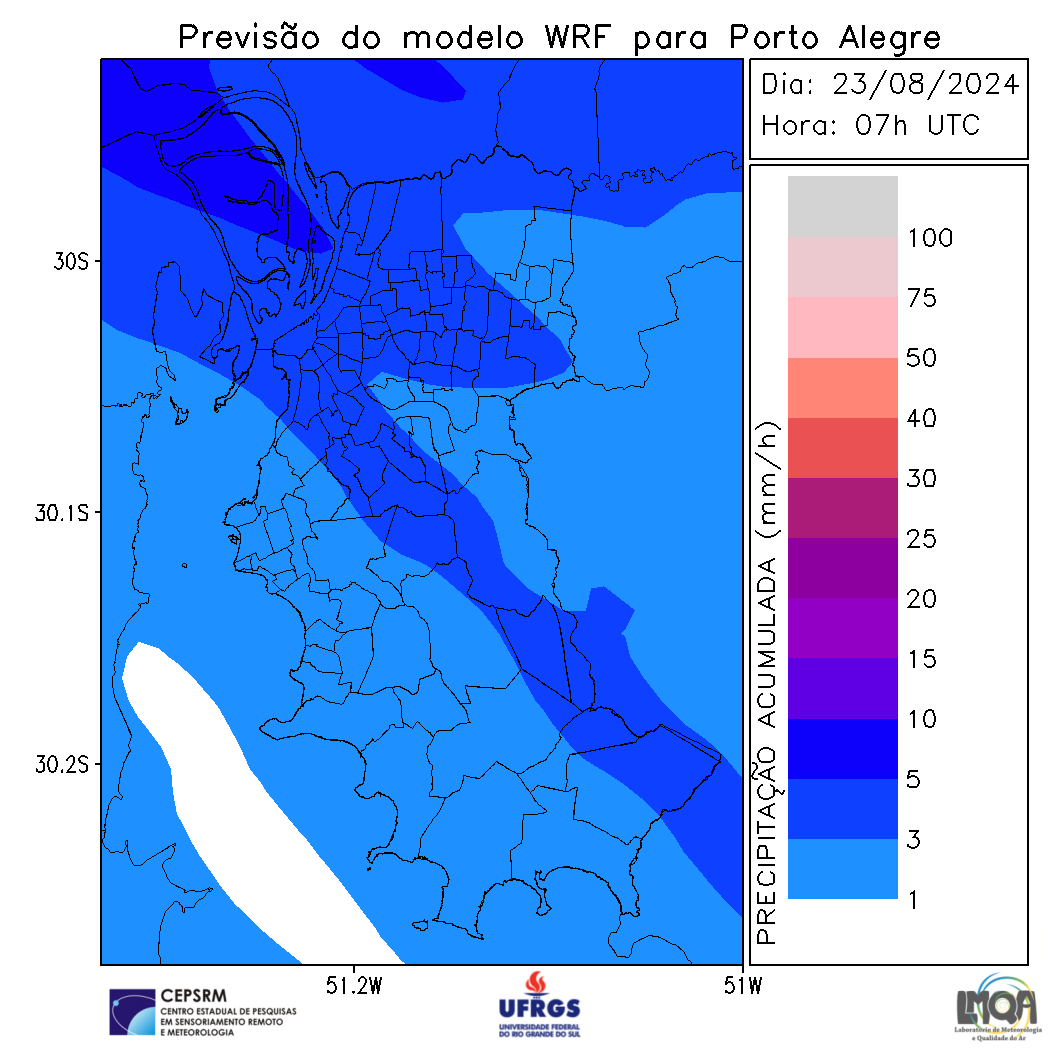 Previsão do modelo WRF para Porto Alegre
Dia: 23/08/2024
Hora: 07h UTC
30S
30.1S
30.2S
51.2W
51W
PRECIPITAÇÃO ACUMULADA (mm/h)
100
75
50
40
30
25
20
15
10
5
3
1
CEPSRM
CENTRO ESTADUAL DE PESQUISAS
EM SENSORIAMENTO REMOTO
E METEOROLOGIA
UFRGS
UNIVERSIDADE FEDERAL
DO RIO GRANDE DO SUL
LMQA
Laboratório de Meteorologia
e Qualidade do Ar